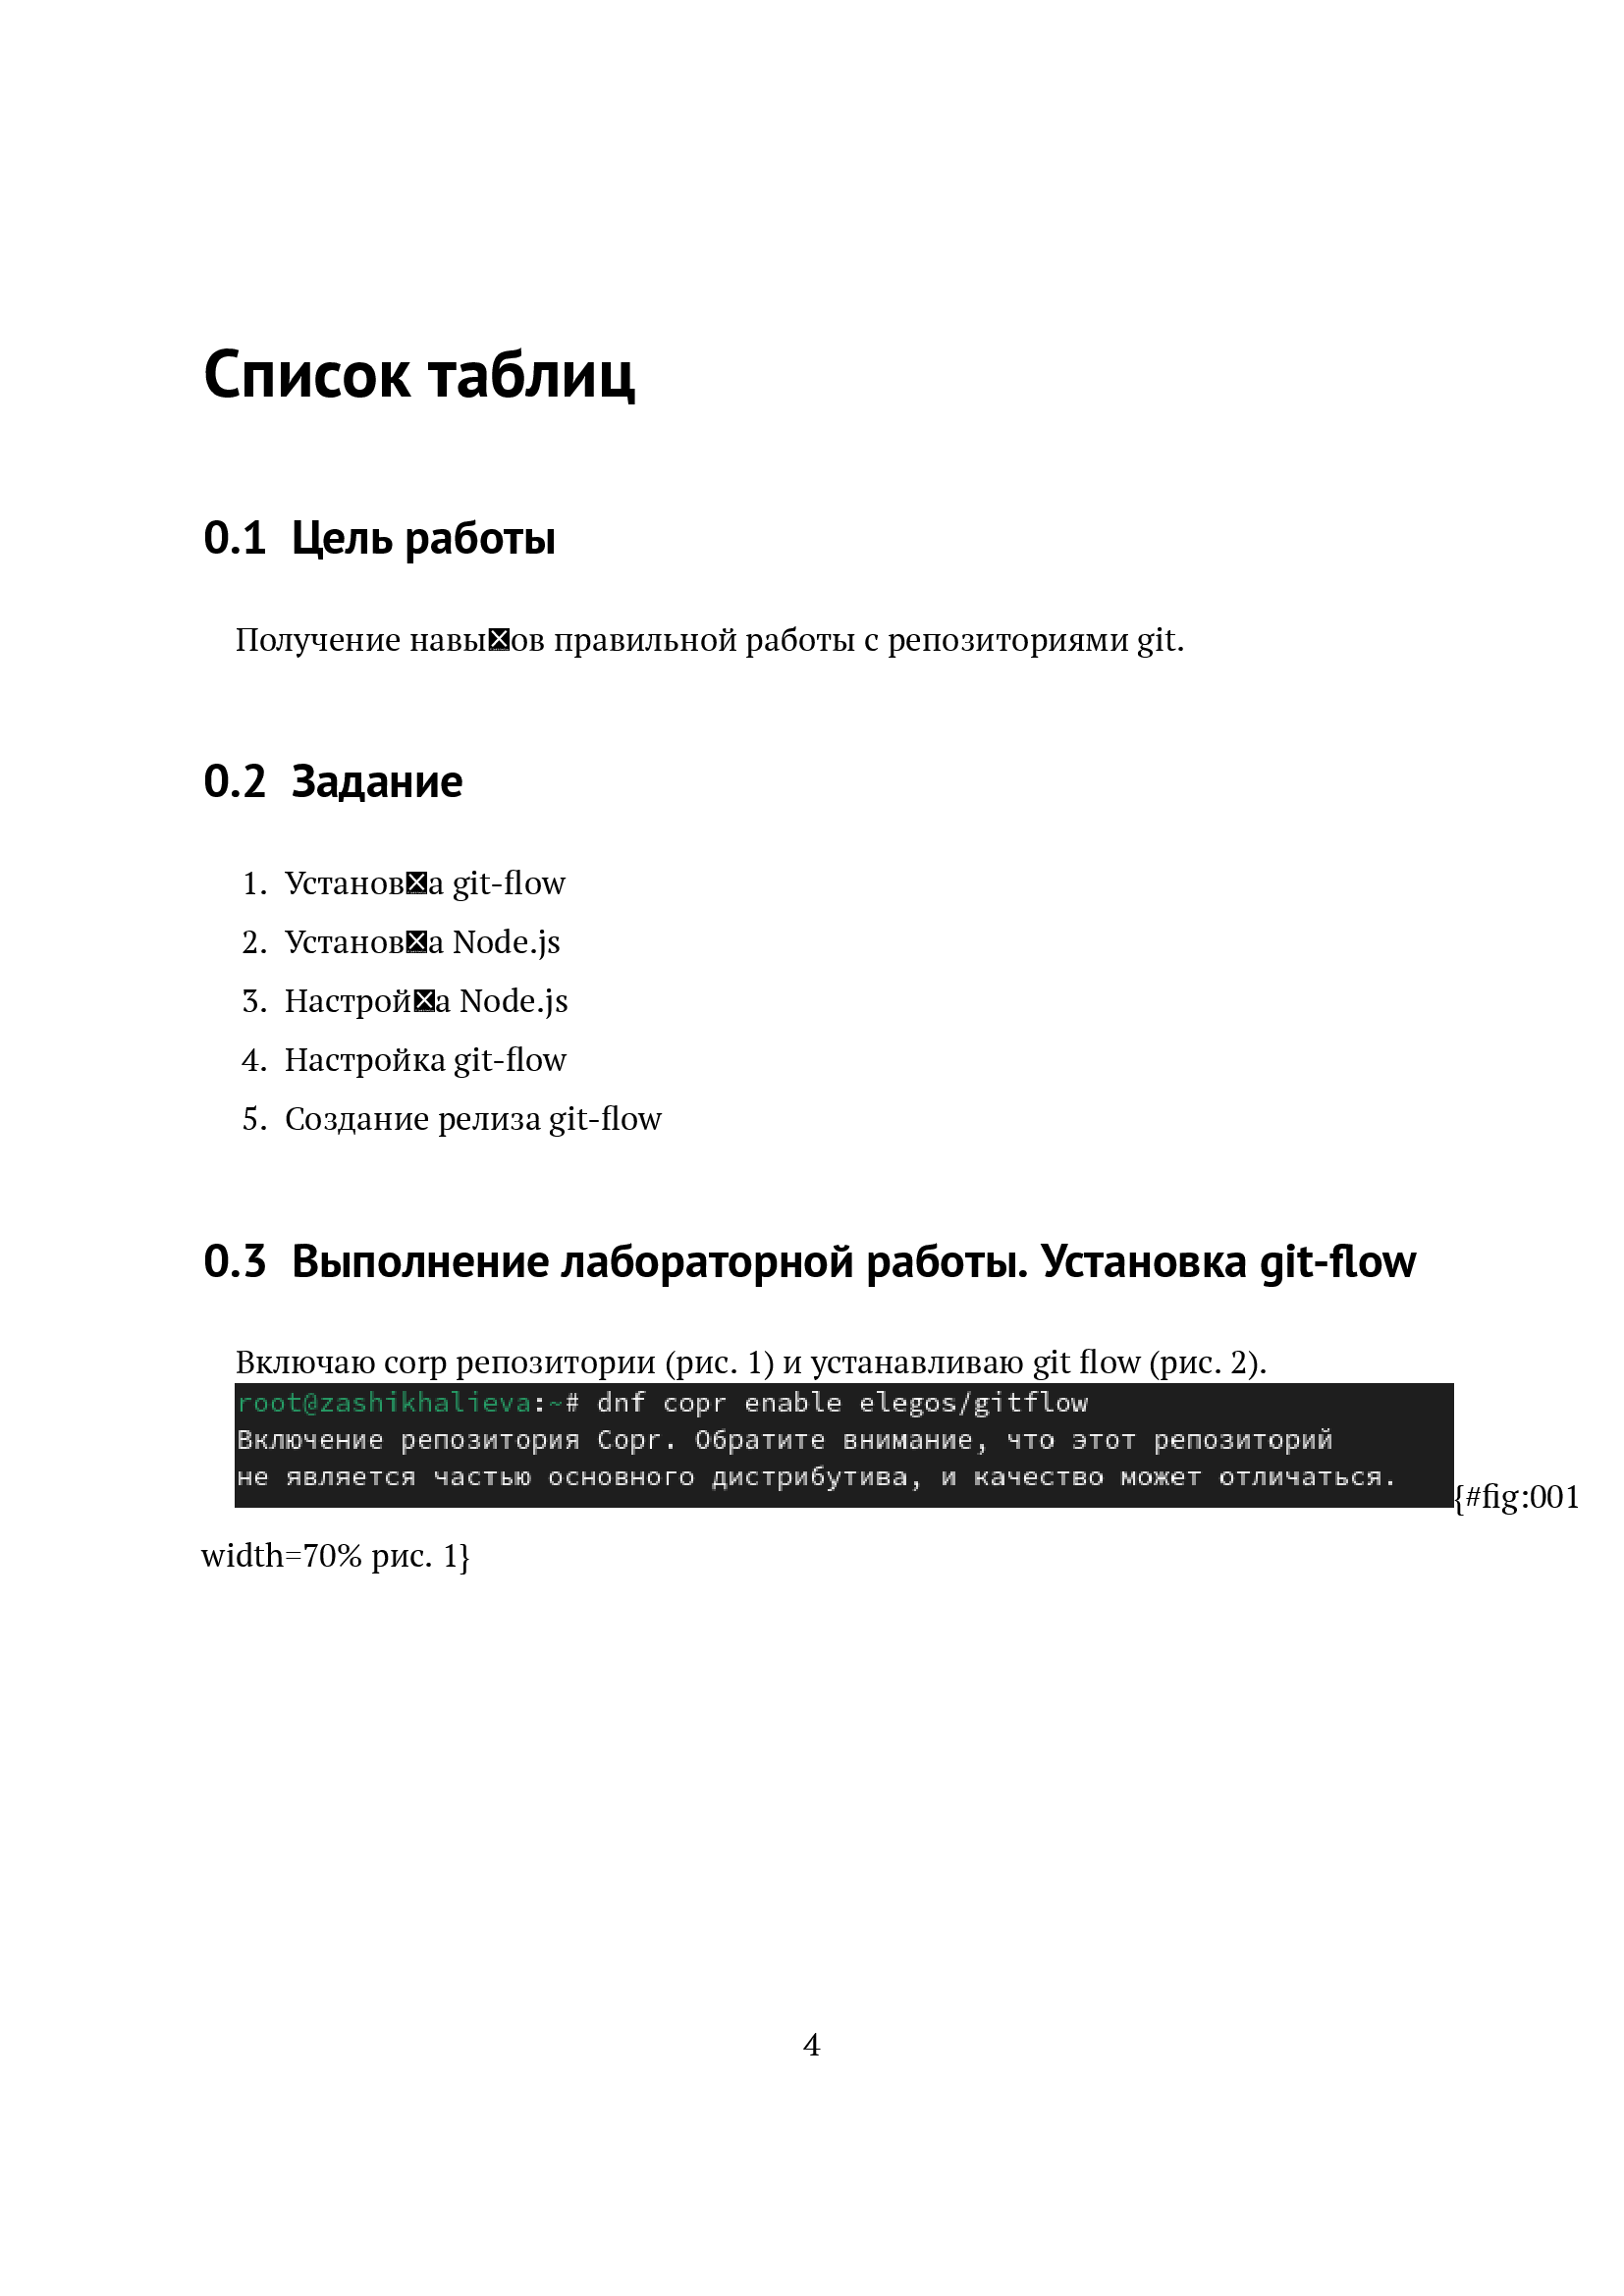 Список таблиц
0.1 Цель работы
Получение навы⊠ов правильной работы с репозиториями git.
0.2 Задание
1. Установ⊠а git-flow
2. Установ⊠а Node.js
3. Настрой⊠а Node.js
4. Настройка git-flow
5. Создание релиза git-flow
0.3 Выполнение лабораторной работы. Установка git-flow
Включаю corp репозитории (рис. 1) и устанавливаю git flow (рис. 2).
root@zashikhalieva:~# dnf copr enable elegos/gitflow
Включение репозитория Copr. Обратите внимание, что этот репозиторий
не является частью основного дистрибутива, и качество может отличаться.
{#fig:001
width=70% рис. 1}
4